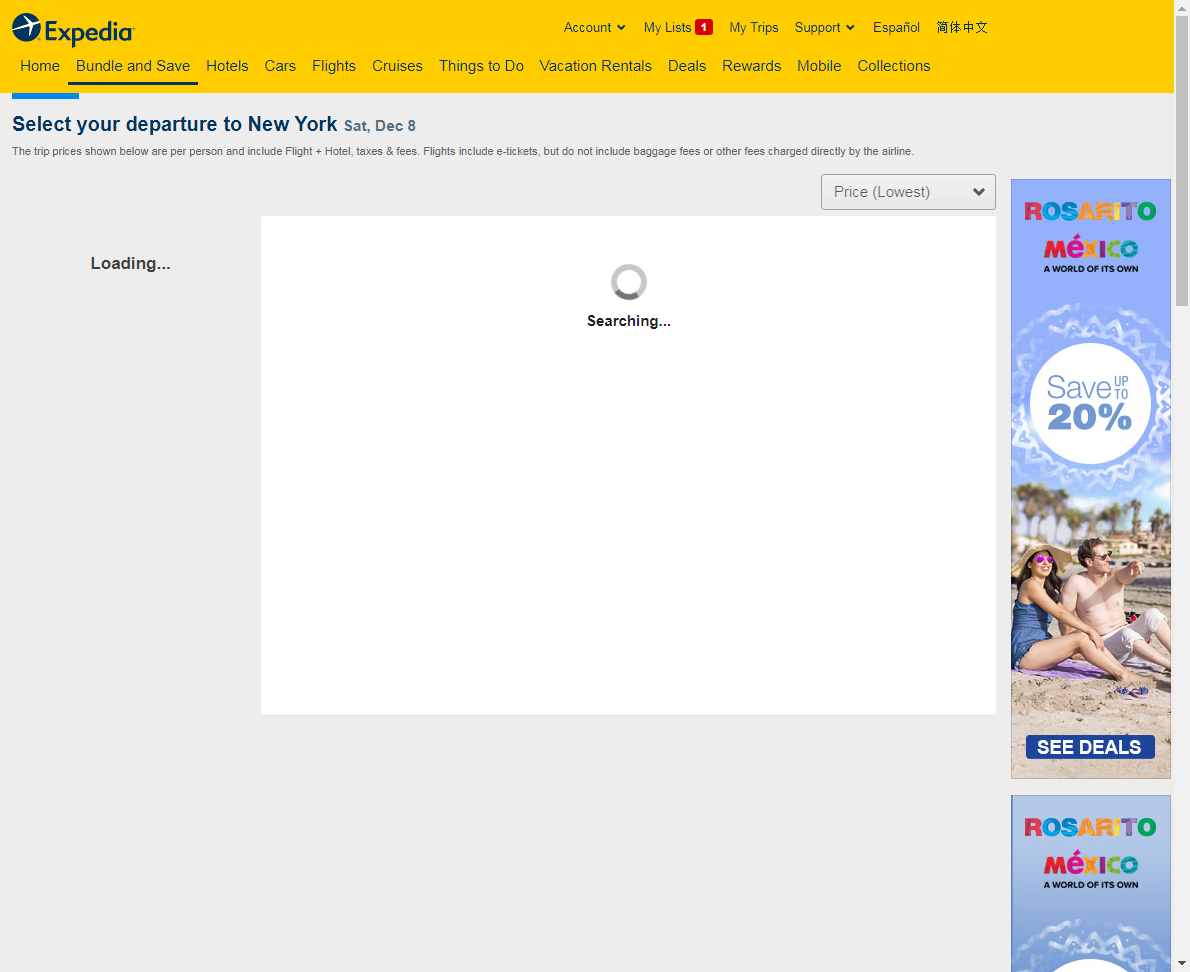 Expedia
Account
My Lists 1
My Trips
Support
Español
简体中文
Home
Bundle and Save
Hotels
Cars
Flights
Cruises
Things to Do
Vacation Rentals
Deals
Rewards
Mobile
Collections
Select your departure to New York Sat, Dec 8
The trip prices shown below are per person and include Flight + Hotel, taxes & fees. Flights include e-tickets, but do not include baggage fees or other fees charged directly by the airline.
Price (Lowest)
Loading...
Searching...
ROSARITO
MÉXICO
A WORLD OF ITS OWN
Save UP TO
20%
SEE DEALS
ROSARITO
MÉXICO
A WORLD OF ITS OWN